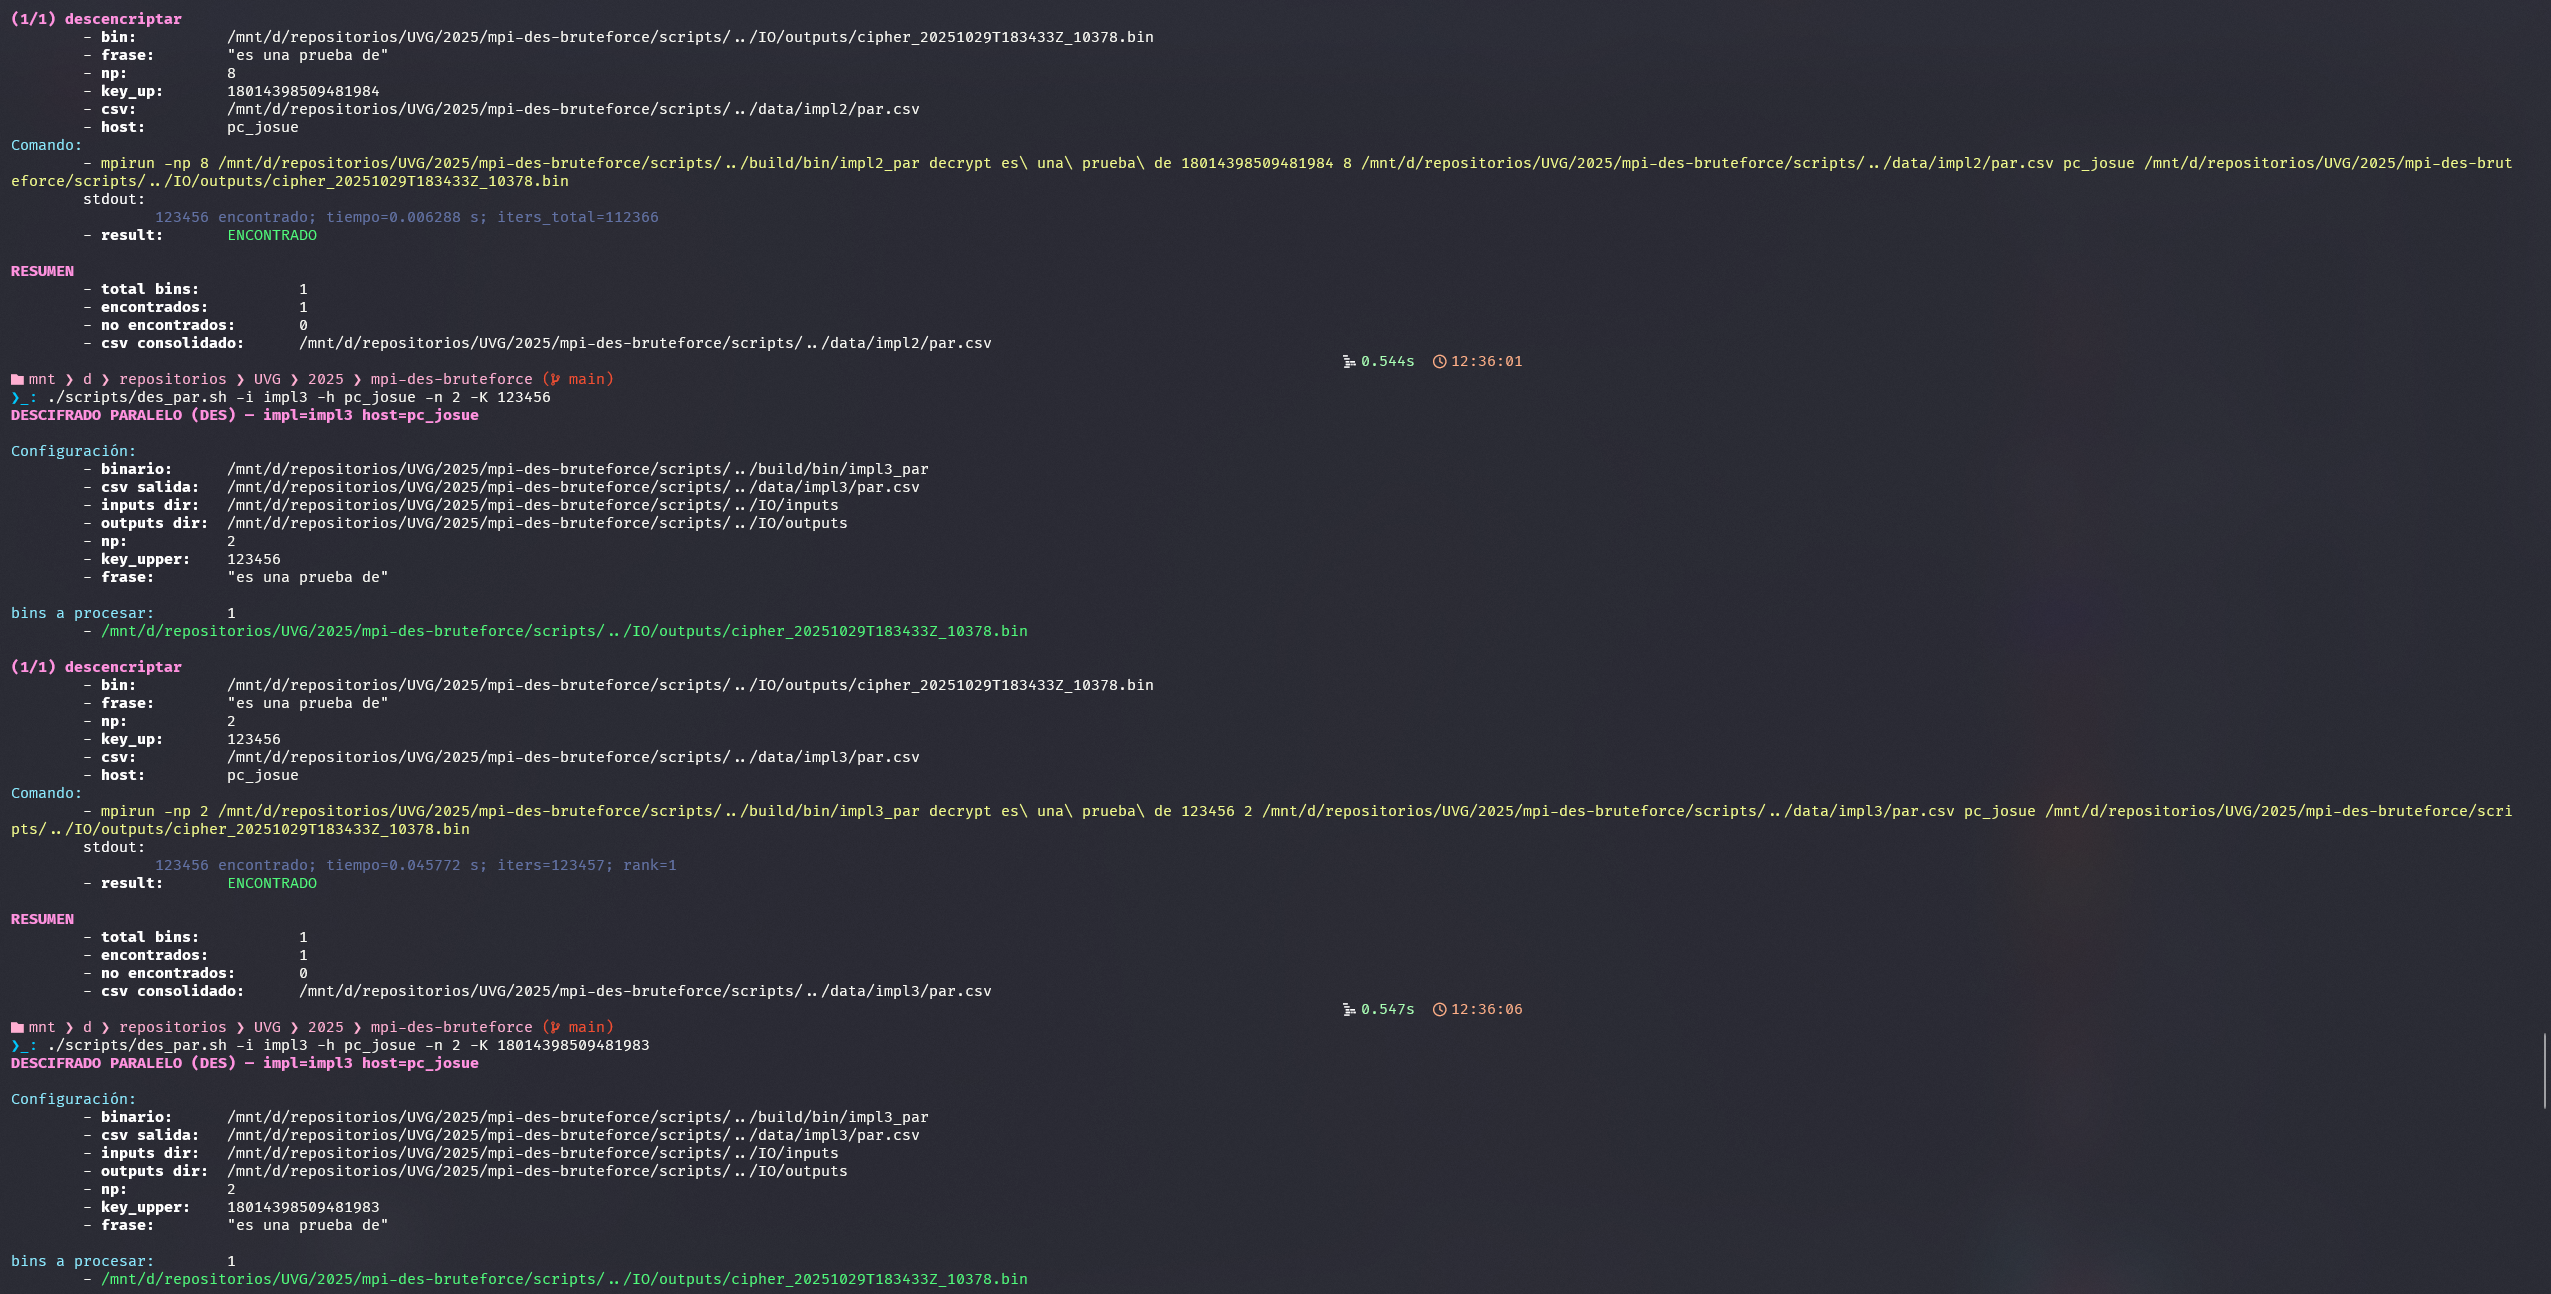 (1/1) descencriptar
- bin: /mnt/d/repositorios/UVG/2025/mpi-des-bruteforce/scripts/../IO/outputs/cipher_20251029T183433Z_10378.bin
- frase: "es una prueba de"
- np: 8
- key_up: 18014398509481984
- csv: /mnt/d/repositorios/UVG/2025/mpi-des-bruteforce/scripts/../data/impl2/par.csv
- host: pc_josue
Comando:
- mpirun -np 8 /mnt/d/repositorios/UVG/2025/mpi-des-bruteforce/scripts/../build/bin/impl2_par decrypt es\ una\ prueba\ de 18014398509481984 8 /mnt/d/repositorios/UVG/2025/mpi-des-bruteforce/scripts/../data/impl2/par.csv pc_josue /mnt/d/repositorios/UVG/2025/mpi-des-brut
eforce/scripts/../IO/outputs/cipher_20251029T183433Z_10378.bin
stdout:
123456 encontrado; tiempo=0.006288 s; iters_total=112366
- result: ENCONTRADO
RESUMEN
- total bins: 1
- encontrados: 1
- no encontrados: 0
- csv consolidado: /mnt/d/repositorios/UVG/2025/mpi-des-bruteforce/scripts/../data/impl2/par.csv
0.544s 12:36:01
mnt ❯ d ❯ repositorios ❯ UVG ❯ 2025 ❯ mpi-des-bruteforce (main)
❯_: ./scripts/des_par.sh -i impl3 -h pc_josue -n 2 -K 123456
DESCIFRADO PARALELO (DES) — impl=impl3 host=pc_josue
Configuración:
- binario: /mnt/d/repositorios/UVG/2025/mpi-des-bruteforce/scripts/../build/bin/impl3_par
- csv salida: /mnt/d/repositorios/UVG/2025/mpi-des-bruteforce/scripts/../data/impl3/par.csv
- inputs dir: /mnt/d/repositorios/UVG/2025/mpi-des-bruteforce/scripts/../IO/inputs
- outputs dir: /mnt/d/repositorios/UVG/2025/mpi-des-bruteforce/scripts/../IO/outputs
- np: 2
- key_upper: 123456
- frase: "es una prueba de"
bins a procesar: 1
- /mnt/d/repositorios/UVG/2025/mpi-des-bruteforce/scripts/../IO/outputs/cipher_20251029T183433Z_10378.bin
(1/1) descencriptar
- bin: /mnt/d/repositorios/UVG/2025/mpi-des-bruteforce/scripts/../IO/outputs/cipher_20251029T183433Z_10378.bin
- frase: "es una prueba de"
- np: 2
- key_up: 123456
- csv: /mnt/d/repositorios/UVG/2025/mpi-des-bruteforce/scripts/../data/impl3/par.csv
- host: pc_josue
Comando:
- mpirun -np 2 /mnt/d/repositorios/UVG/2025/mpi-des-bruteforce/scripts/../build/bin/impl3_par decrypt es\ una\ prueba\ de 123456 2 /mnt/d/repositorios/UVG/2025/mpi-des-bruteforce/scripts/../data/impl3/par.csv pc_josue /mnt/d/repositorios/UVG/2025/mpi-des-bruteforce/scri
pts/../IO/outputs/cipher_20251029T183433Z_10378.bin
stdout:
123456 encontrado; tiempo=0.045772 s; iters=123457; rank=1
- result: ENCONTRADO
RESUMEN
- total bins: 1
- encontrados: 1
- no encontrados: 0
- csv consolidado: /mnt/d/repositorios/UVG/2025/mpi-des-bruteforce/scripts/../data/impl3/par.csv
0.547s 12:36:06
mnt ❯ d ❯ repositorios ❯ UVG ❯ 2025 ❯ mpi-des-bruteforce (main)
❯_: ./scripts/des_par.sh -i impl3 -h pc_josue -n 2 -K 18014398509481983
DESCIFRADO PARALELO (DES) — impl=impl3 host=pc_josue
Configuración:
- binario: /mnt/d/repositorios/UVG/2025/mpi-des-bruteforce/scripts/../build/bin/impl3_par
- csv salida: /mnt/d/repositorios/UVG/2025/mpi-des-bruteforce/scripts/../data/impl3/par.csv
- inputs dir: /mnt/d/repositorios/UVG/2025/mpi-des-bruteforce/scripts/../IO/inputs
- outputs dir: /mnt/d/repositorios/UVG/2025/mpi-des-bruteforce/scripts/../IO/outputs
- np: 2
- key_upper: 18014398509481983
- frase: "es una prueba de"
bins a procesar: 1
- /mnt/d/repositorios/UVG/2025/mpi-des-bruteforce/scripts/../IO/outputs/cipher_20251029T183433Z_10378.bin